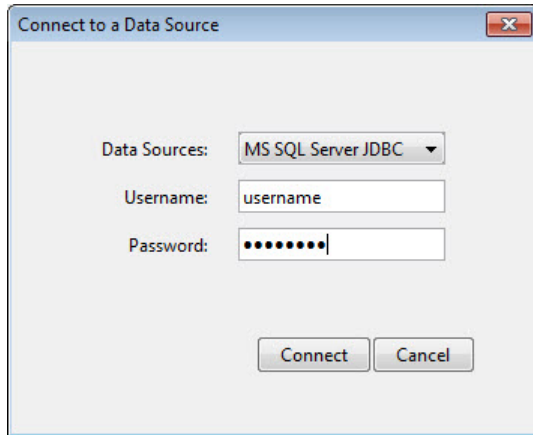 Connect to a Data Source
Data Sources: MS SQL Server JDBC
Username: username
Password: ••••••••
Connect Cancel